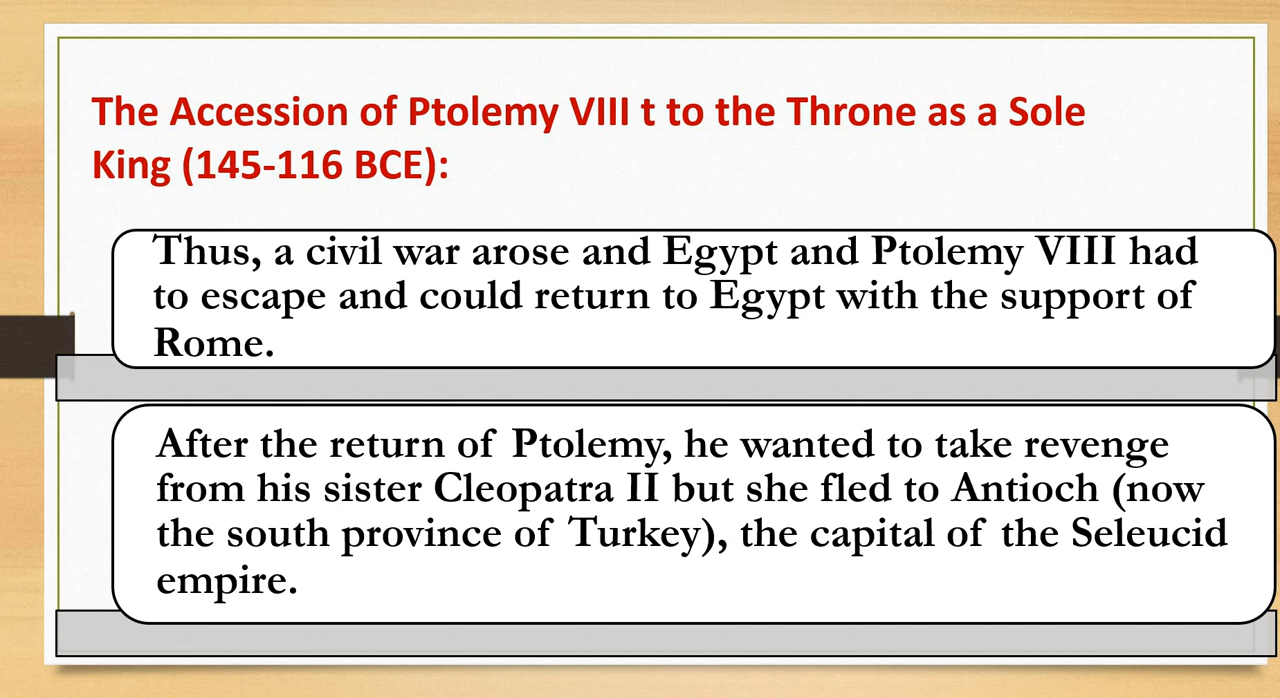 The Accession of Ptolemy VIII t to the Throne as a Sole
King (145-116 BCE):
Thus, a civil war arose and Egypt and Ptolemy VIII had
to escape and could return to Egypt with the support of
Rome.
After the return of Ptolemy, he wanted to take revenge
from his sister Cleopatra II but she fled to Antioch (now
the south province of Turkey), the capital of the Seleucid
empire.